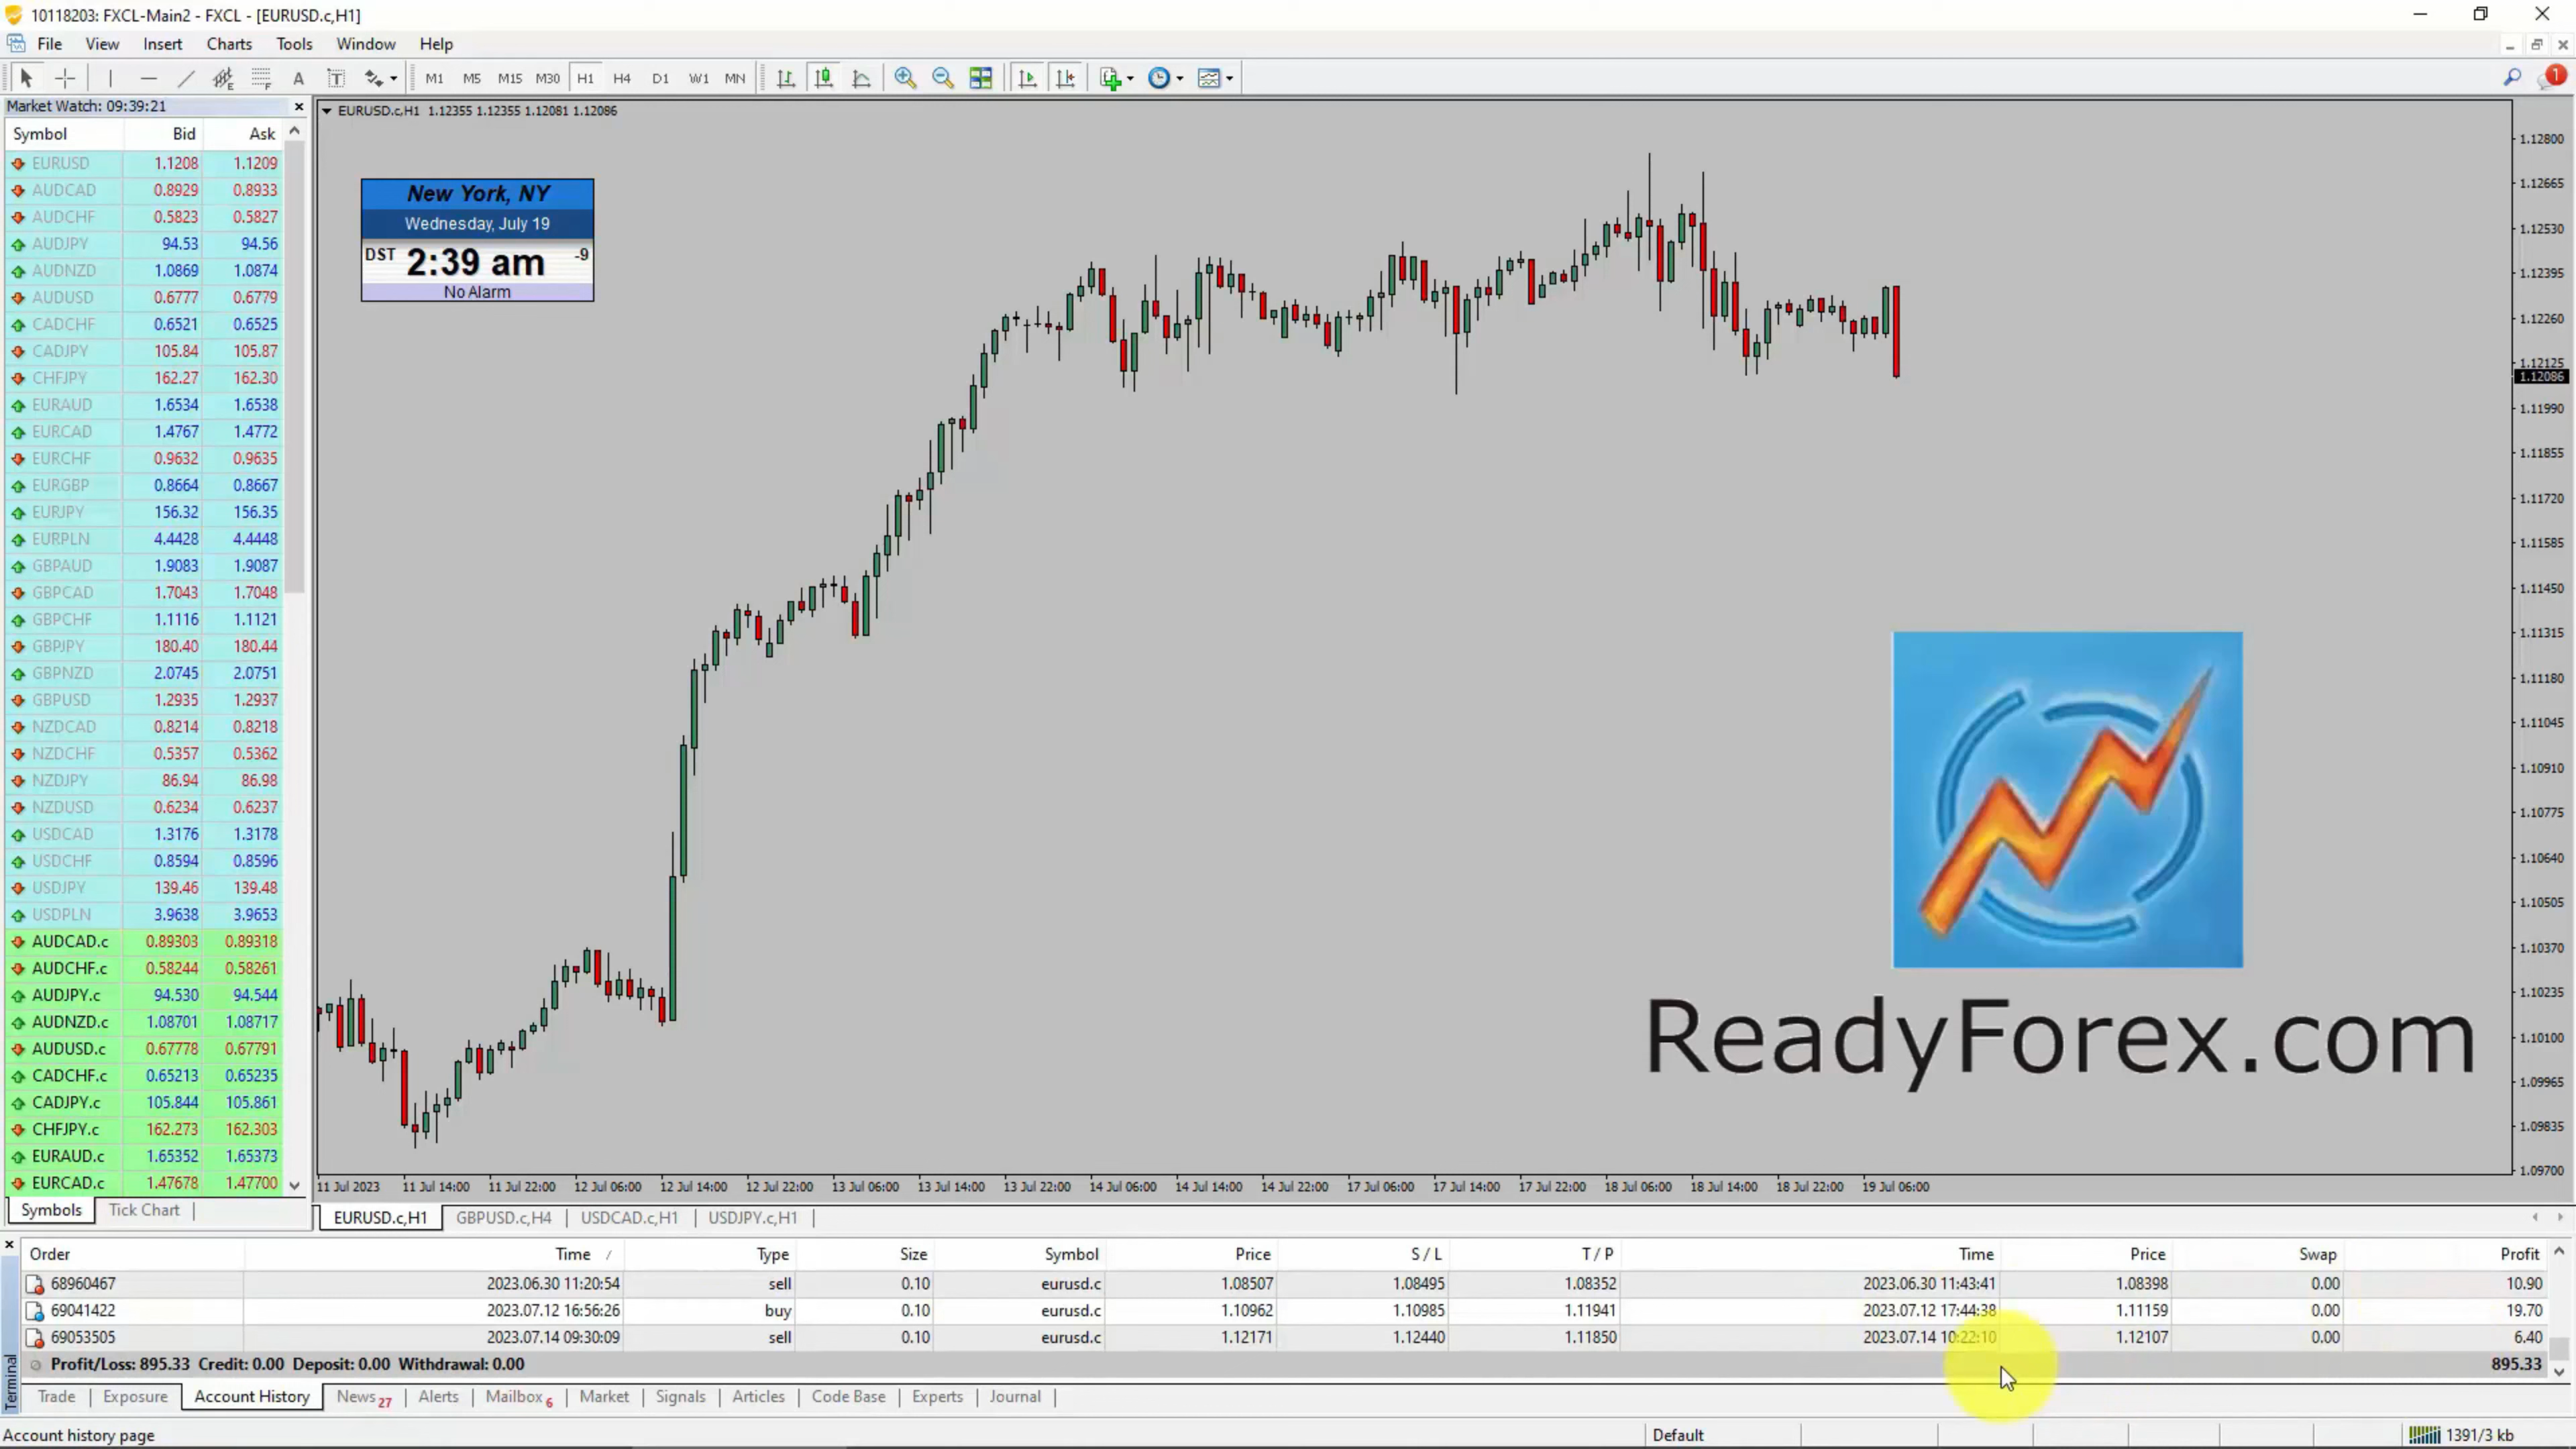 10118203: FXCL-Main2 - FXCL - [EURUSD.c,H1]
File View Insert Charts Tools Window Help
A T M1 M5 M15 M30 H1 H4 D1 W1 MN 1
Market Watch: 09:39:21
Symbol Bid Ask
EURUSD 1.1208 1.1209
AUDCAD 0.8929 0.8933
AUDCHF 0.5823 0.5827
AUDJPY 94.53 94.56
AUDNZD 1.0869 1.0874
AUDUSD 0.6777 0.6779
CADCHF 0.6521 0.6525
CADJPY 105.84 105.87
CHFJPY 162.27 162.30
EURAUD 1.6534 1.6538
EURCAD 1.4767 1.4772
EURCHF 0.9632 0.9635
EURGBP 0.8664 0.8667
EURJPY 156.32 156.35
EURPLN 4.4428 4.4448
GBPAUD 1.9083 1.9087
GBPCAD 1.7043 1.7048
GBPCHF 1.1116 1.1121
GBPJPY 180.40 180.44
GBPNZD 2.0745 2.0751
GBPUSD 1.2935 1.2937
NZDCAD 0.8214 0.8218
NZDCHF 0.5357 0.5362
NZDJPY 86.94 86.98
NZDUSD 0.6234 0.6237
USDCAD 1.3176 1.3178
USDCHF 0.8594 0.8596
USDJPY 139.46 139.48
USDPLN 3.9638 3.9653
AUDCAD.c 0.89303 0.89318
AUDCHF.c 0.58244 0.58261
AUDJPY.c 94.530 94.544
AUDNZD.c 1.08701 1.08717
AUDUSD.c 0.67778 0.67791
CADCHF.c 0.65213 0.65235
CADJPY.c 105.844 105.861
CHFJPY.c 162.273 162.303
EURAUD.c 1.65352 1.65373
EURCAD.c 1.47678 1.47700
Symbols Tick Chart
EURUSD.c,H1 1.12355 1.12355 1.12081 1.12086
New York, NY
Wednesday, July 19
DST 2:39 am -9
No Alarm
1.12800
1.12665
1.12530
1.12395
1.12260
1.12125
1.12086
1.11990
1.11855
1.11720
1.11585
1.11450
1.11315
1.11180
1.11045
1.10910
1.10775
1.10640
1.10505
1.10370
1.10235
1.10100
1.09965
1.09835
1.09700
ReadyForex.com
11 Jul 2023 11 Jul 14:00 11 Jul 22:00 12 Jul 06:00 12 Jul 14:00 12 Jul 22:00 13 Jul 06:00 13 Jul 14:00 13 Jul 22:00 14 Jul 06:00 14 Jul 14:00 14 Jul 22:00 17 Jul 06:00 17 Jul 14:00 17 Jul 22:00 18 Jul 06:00 18 Jul 14:00 18 Jul 22:00 19 Jul 06:00
EURUSD.c,H1 GBPUSD.c,H4 USDCAD.c,H1 USDJPY.c,H1
Order Time / Type Size Symbol Price S / L T / P Time Price Swap Profit
68960467 2023.06.30 11:20:54 sell 0.10 eurusd.c 1.08507 1.08495 1.08352 2023.06.30 11:43:41 1.08398 0.00 10.90
69041422 2023.07.12 16:56:26 buy 0.10 eurusd.c 1.10962 1.10985 1.11941 2023.07.12 17:44:38 1.11159 0.00 19.70
69053505 2023.07.14 09:30:09 sell 0.10 eurusd.c 1.12171 1.12440 1.11850 2023.07.14 10:22:10 1.12107 0.00 6.40
Profit/Loss: 895.33 Credit: 0.00 Deposit: 0.00 Withdrawal: 0.00 895.33
Terminal
Trade Exposure Account History News 27 Alerts Mailbox 6 Market Signals Articles Code Base Experts Journal
Account history page Default 1391/3 kb